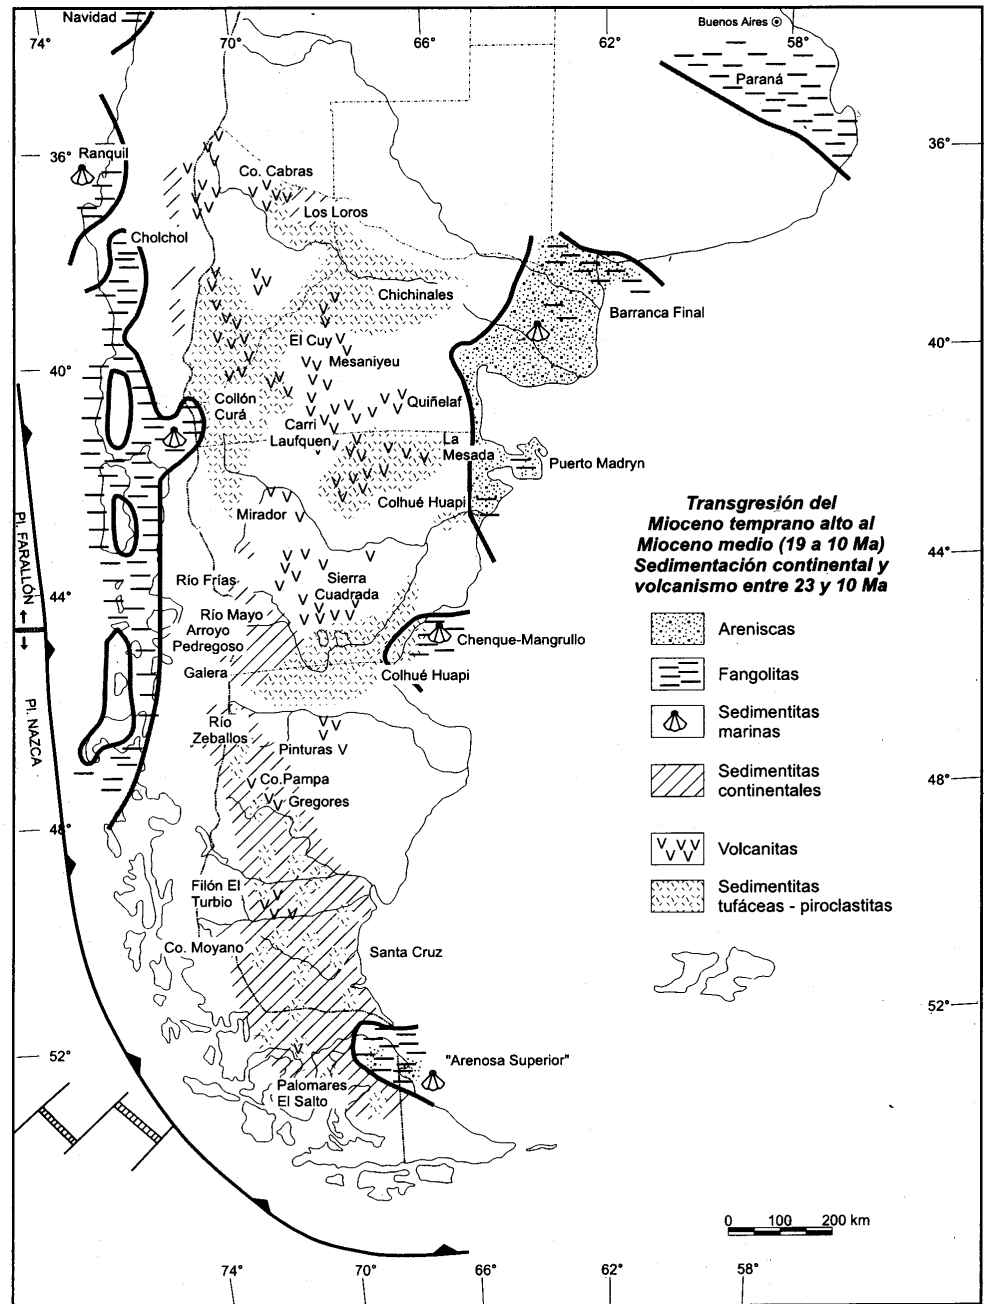 Navidad
Buenos Aires
74°
70°
66°
62°
58°
Paraná
36°
Ranquil
36°
Co. Cabras
Los Loros
Cholchol
Chichinales
Barranca Final
El Cuy
Mesaniyeu
40°
40°
Collón
Curá
Quiñelaf
Carri
Laufquen
La
Mesada
Puerto Madryn
Colhué Huapi
Mirador
Transgresión del
Mioceno temprano alto al
Mioceno medio (19 a 10 Ma)
Sedimentación continental y
volcanismo entre 23 y 10 Ma
44°
Pl. FARALLÓN
Río Frías
Sierra
Cuadrada
44°
Río Mayo
Arroyo
Pedregoso
Chenque-Mangrullo
Galera
Colhué Huapi
Areniscas
Fangolitas
Pl. NAZCA
Río
Zeballos
Pinturas
Sedimentitas
marinas
Co.Pampa
Gregores
Sedimentitas
continentales
48°
48°
Volcanitas
Filón El
Turbio
Sedimentitas
tufáceas - piroclastitas
Co. Moyano
Santa Cruz
52°
52°
"Arenosa Superior"
Palomares
El Salto
0 100 200 km
74°
70°
66°
62°
58°